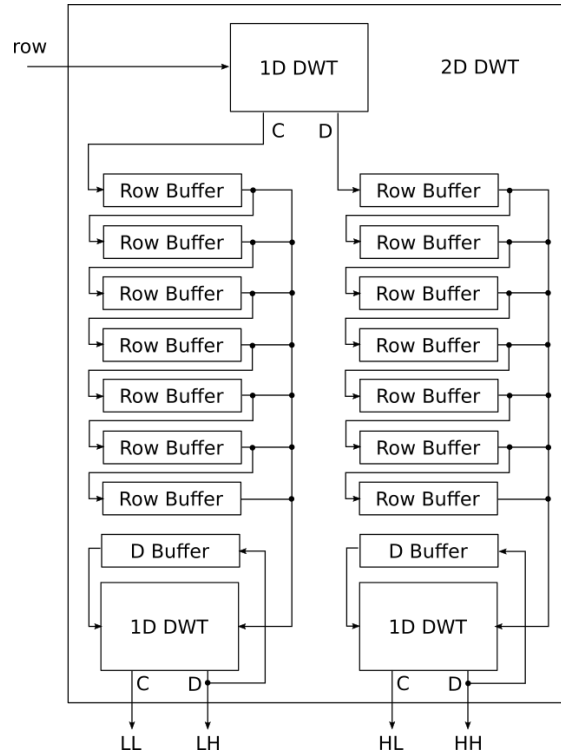 row
1D DWT
2D DWT
C
D
Row Buffer
Row Buffer
Row Buffer
Row Buffer
Row Buffer
Row Buffer
Row Buffer
Row Buffer
Row Buffer
Row Buffer
Row Buffer
Row Buffer
Row Buffer
Row Buffer
D Buffer
D Buffer
1D DWT
1D DWT
C
D
C
D
LL
LH
HL
HH